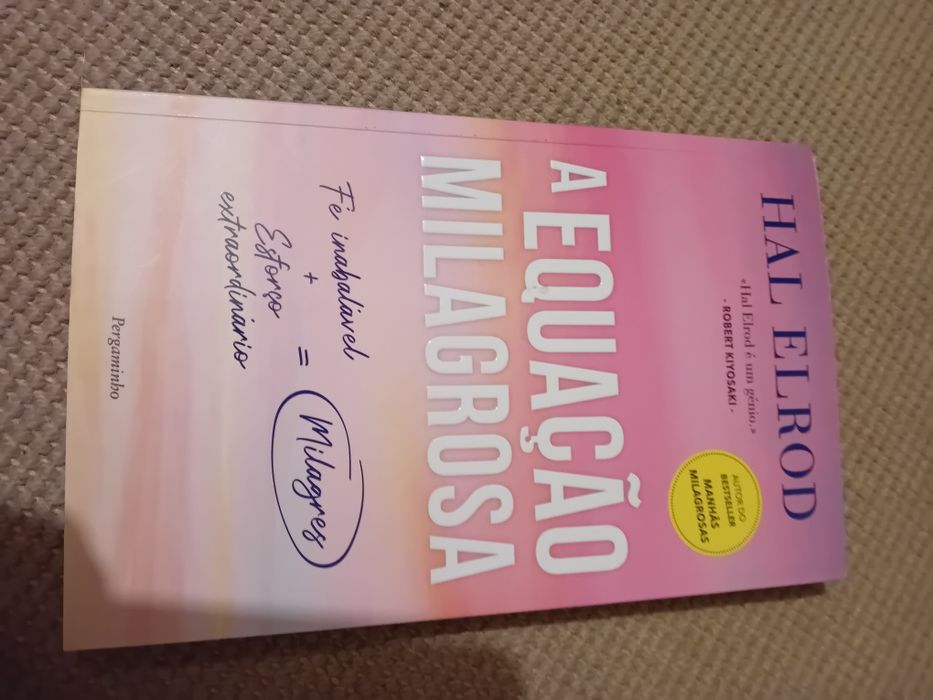 HAL ELROD
«Hal Elrod é um génio.»
- ROBERT KIYOSAKI -
AUTOR DO
BESTSELLER
MANHÃS
MILAGROSAS
A EQUAÇÃO
MILAGROSA
Fé inabalável
+
Esforço
extraordinário
=
Milagres
Pergaminho